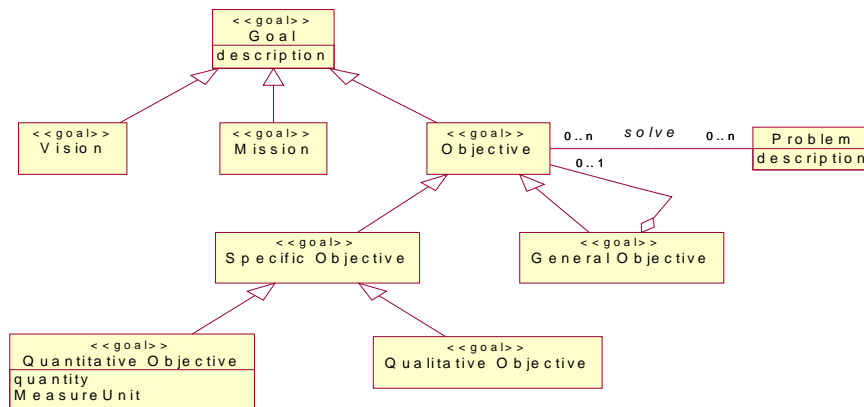 <<goal>>
Goal
description
<<goal>>
Vision
<<goal>>
Mission
<<goal>>
Objective
0..n
solve
0..n
0..1
Problem
description
<<goal>>
Specific Objective
<<goal>>
General Objective
<<goal>>
Quantitative Objective
quantity
MeasureUnit
<<goal>>
Qualitative Objective